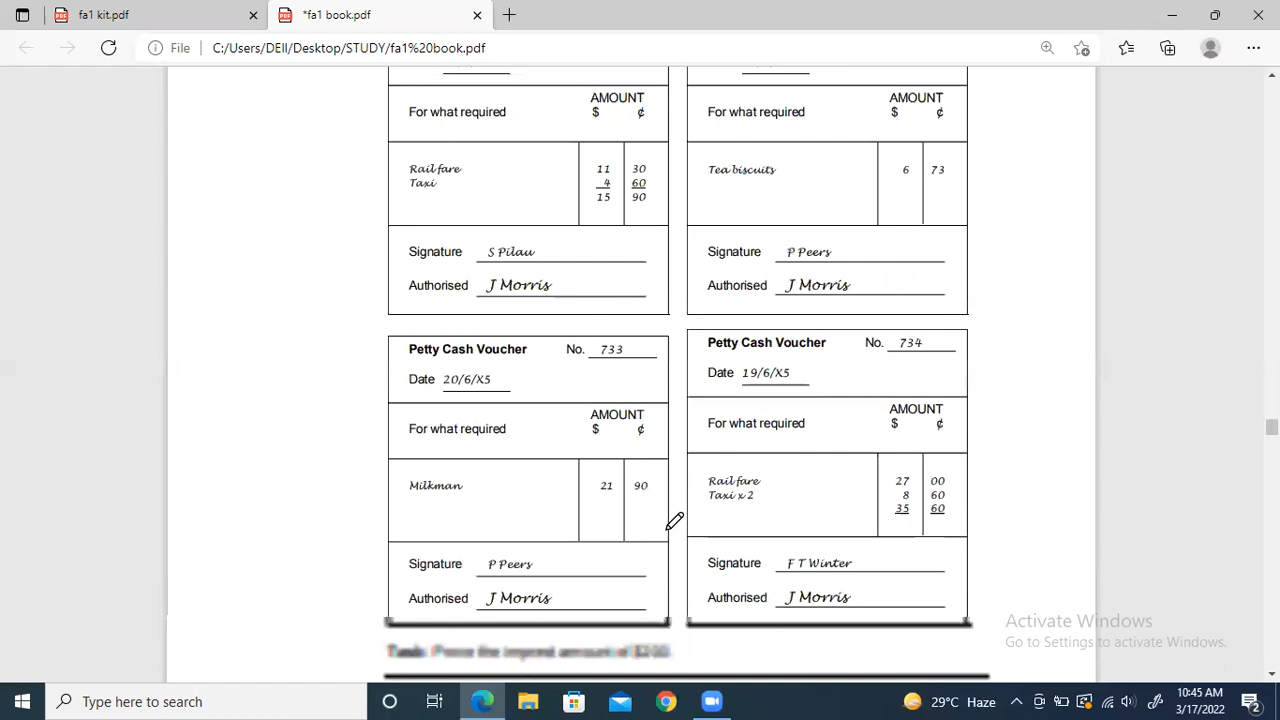 fa1 kit.pdf
*fa1 book.pdf
File
C:/Users/DEll/Desktop/STUDY/fa1%20book.pdf
AMOUNT
For what required $ ¢
Rail fare 11 30
Taxi 4 60
15 90
Signature S Pilau
Authorised J Morris
AMOUNT
For what required $ ¢
Tea biscuits 6 73
Signature P Peers
Authorised J Morris
Petty Cash Voucher No. 733
Date 20/6/X5
AMOUNT
For what required $ ¢
Milkman 21 90
Signature P Peers
Authorised J Morris
Petty Cash Voucher No. 734
Date 19/6/X5
AMOUNT
For what required $ ¢
Rail fare 27 00
Taxi x 2 8 60
35 60
Signature F T Winter
Authorised J Morris
Activate Windows
Go to Settings to activate Windows.
Type here to search
29°C Haze
10:45 AM
3/17/2022
2